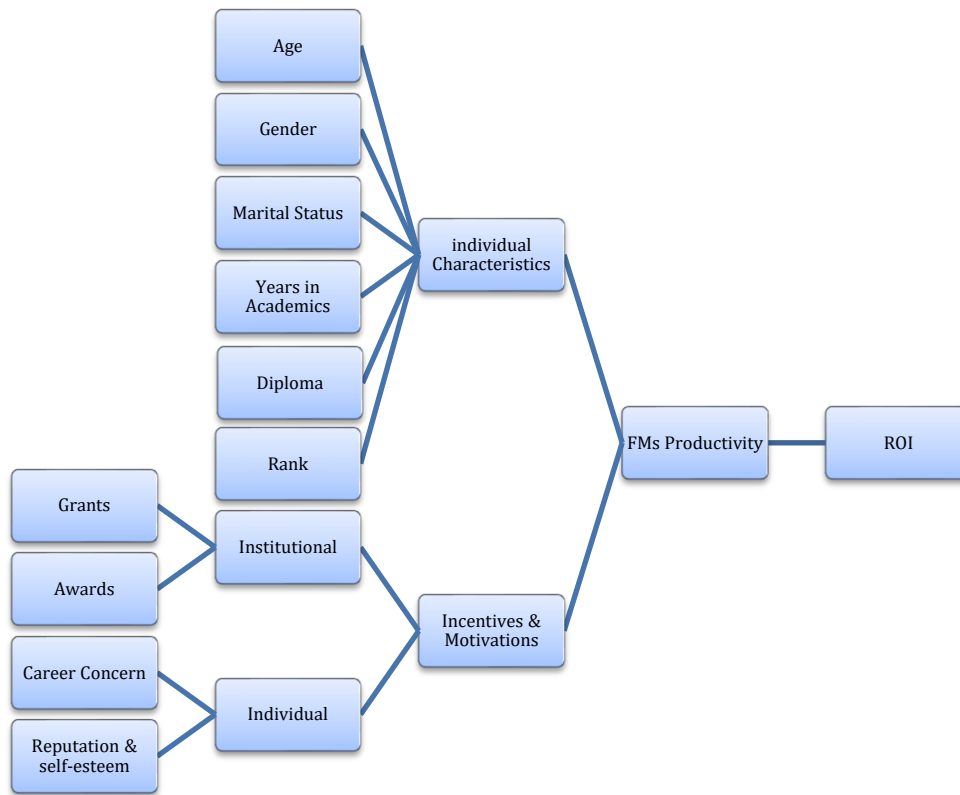 Age
Gender
Marital Status
individual
Characteristics
Years in
Academics
Diploma
FMs Productivity
ROI
Rank
Grants
Institutional
Awards
Incentives &
Motivations
Career Concern
Individual
Reputation &
self-esteem